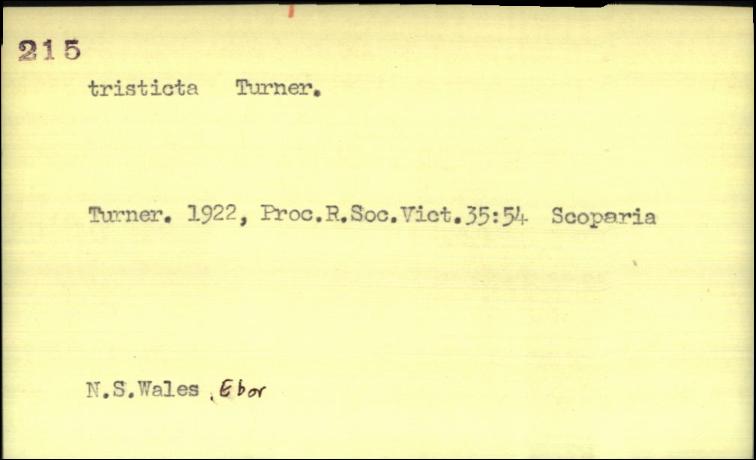 215
tristicta Turner.
Turner. 1922, Proc.R.Soc.Vict.35:54 Scoparia
N.S.Wales, Ebor